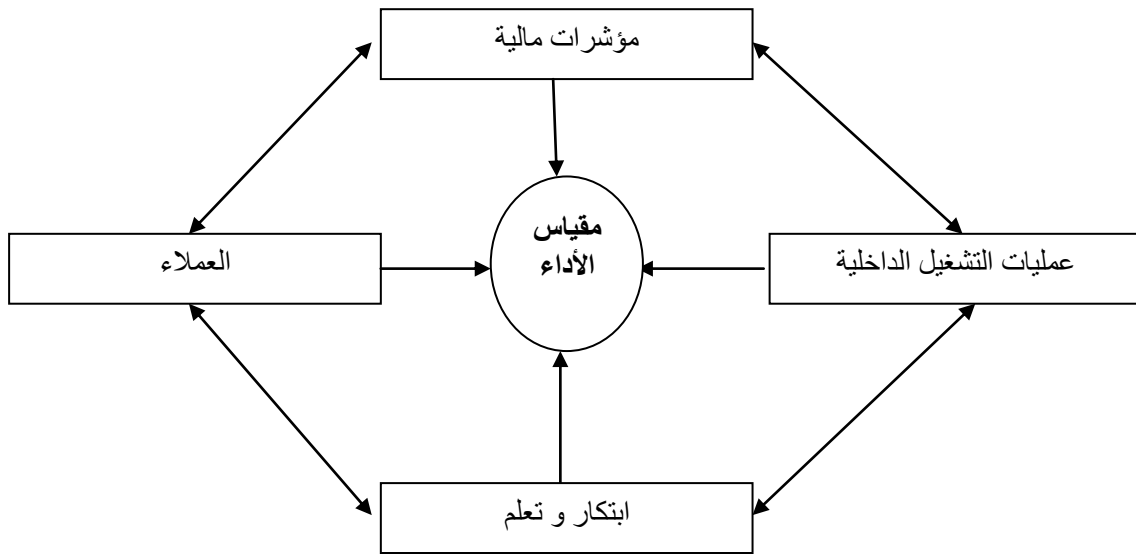 مؤشرات مالية
مقياس
الأداء
عمليات التشغيل الداخلية
العملاء
ابتكار و تعلم